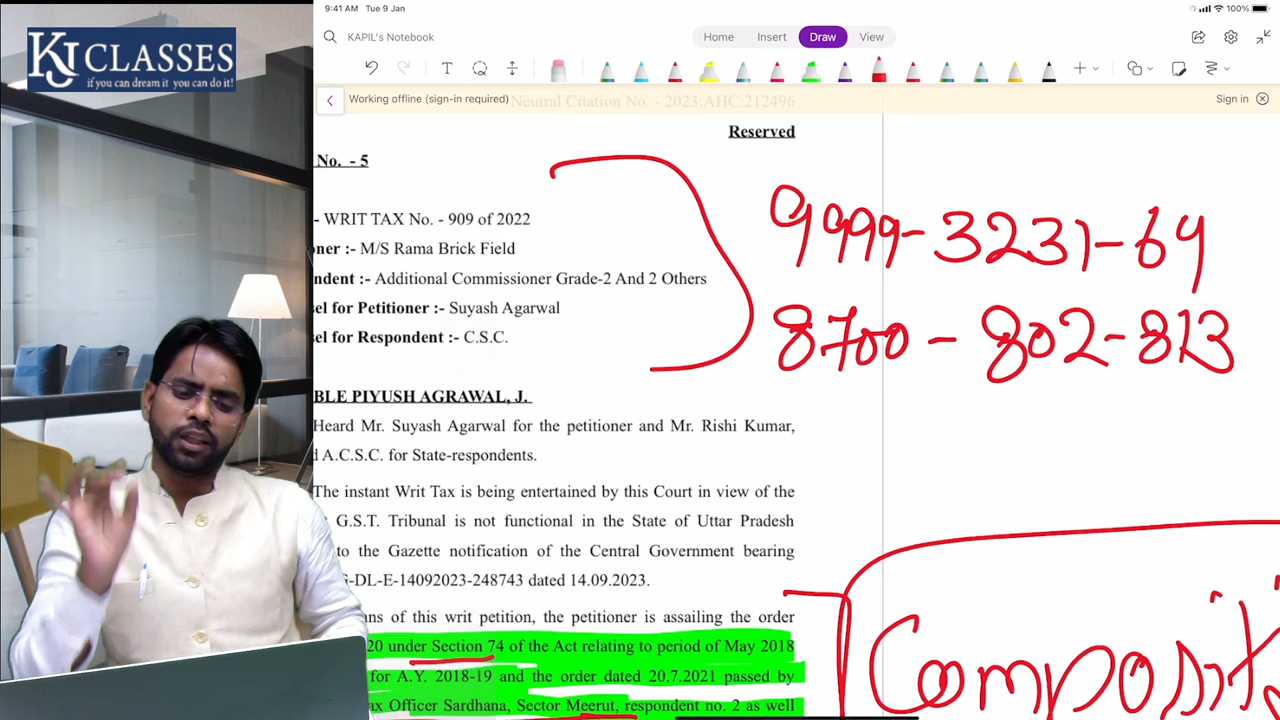 KJ CLASSES
if you can dream it you can do it!
9:41 AM Tue 9 Jan
100%
KAPIL's Notebook
Home Insert Draw View
Working offline (sign-in required)
Sign in
Neutral Citation No. - 2023:AHC:212496
Reserved
No. - 5
- WRIT TAX No. - 909 of 2022
ner :- M/S Rama Brick Field
ndent :- Additional Commissioner Grade-2 And 2 Others
sel for Petitioner :- Suyash Agarwal
sel for Respondent :- C.S.C.
9999-3231-64
8700-802-813
BLE PIYUSH AGRAWAL, J.
Heard Mr. Suyash Agarwal for the petitioner and Mr. Rishi Kumar,
d A.C.S.C. for State-respondents.
The instant Writ Tax is being entertained by this Court in view of the
G.S.T. Tribunal is not functional in the State of Uttar Pradesh
to the Gazette notification of the Central Government bearing
-DL-E-14092023-248743 dated 14.09.2023.
ns of this writ petition, the petitioner is assailing the order
20 under Section 74 of the Act relating to period of May 2018
for A.Y. 2018-19 and the order dated 20.7.2021 passed by
ax Officer Sardhana, Sector Meerut, respondent no. 2 as well
Composit